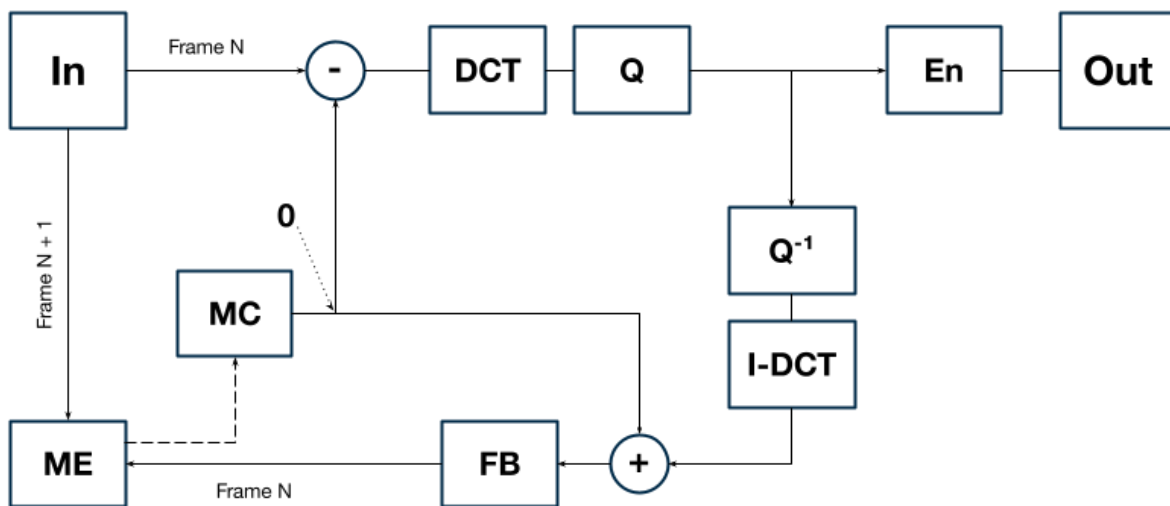 In
Frame N
-
DCT
Q
En
Out
Frame N + 1
0
Q⁻¹
MC
I-DCT
ME
Frame N
FB
+